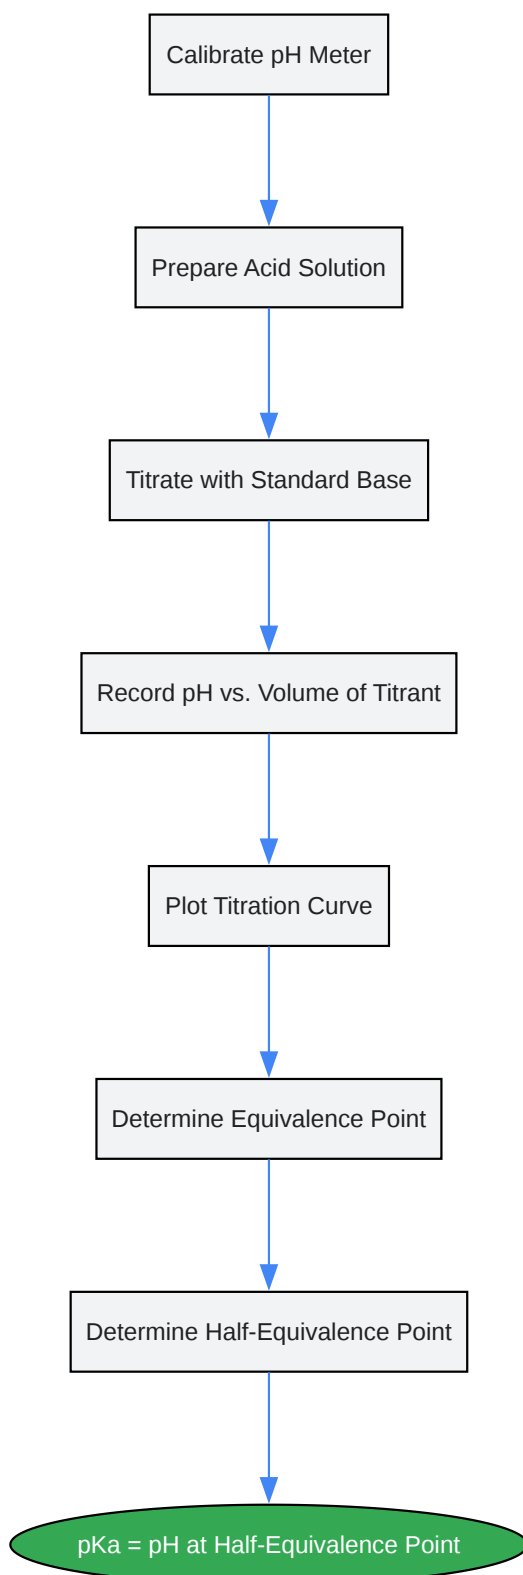 Calibrate pH Meter
Prepare Acid Solution
Titrate with Standard Base
Record pH vs. Volume of Titrant
Plot Titration Curve
Determine Equivalence Point
Determine Half-Equivalence Point
pKa = pH at Half-Equivalence Point